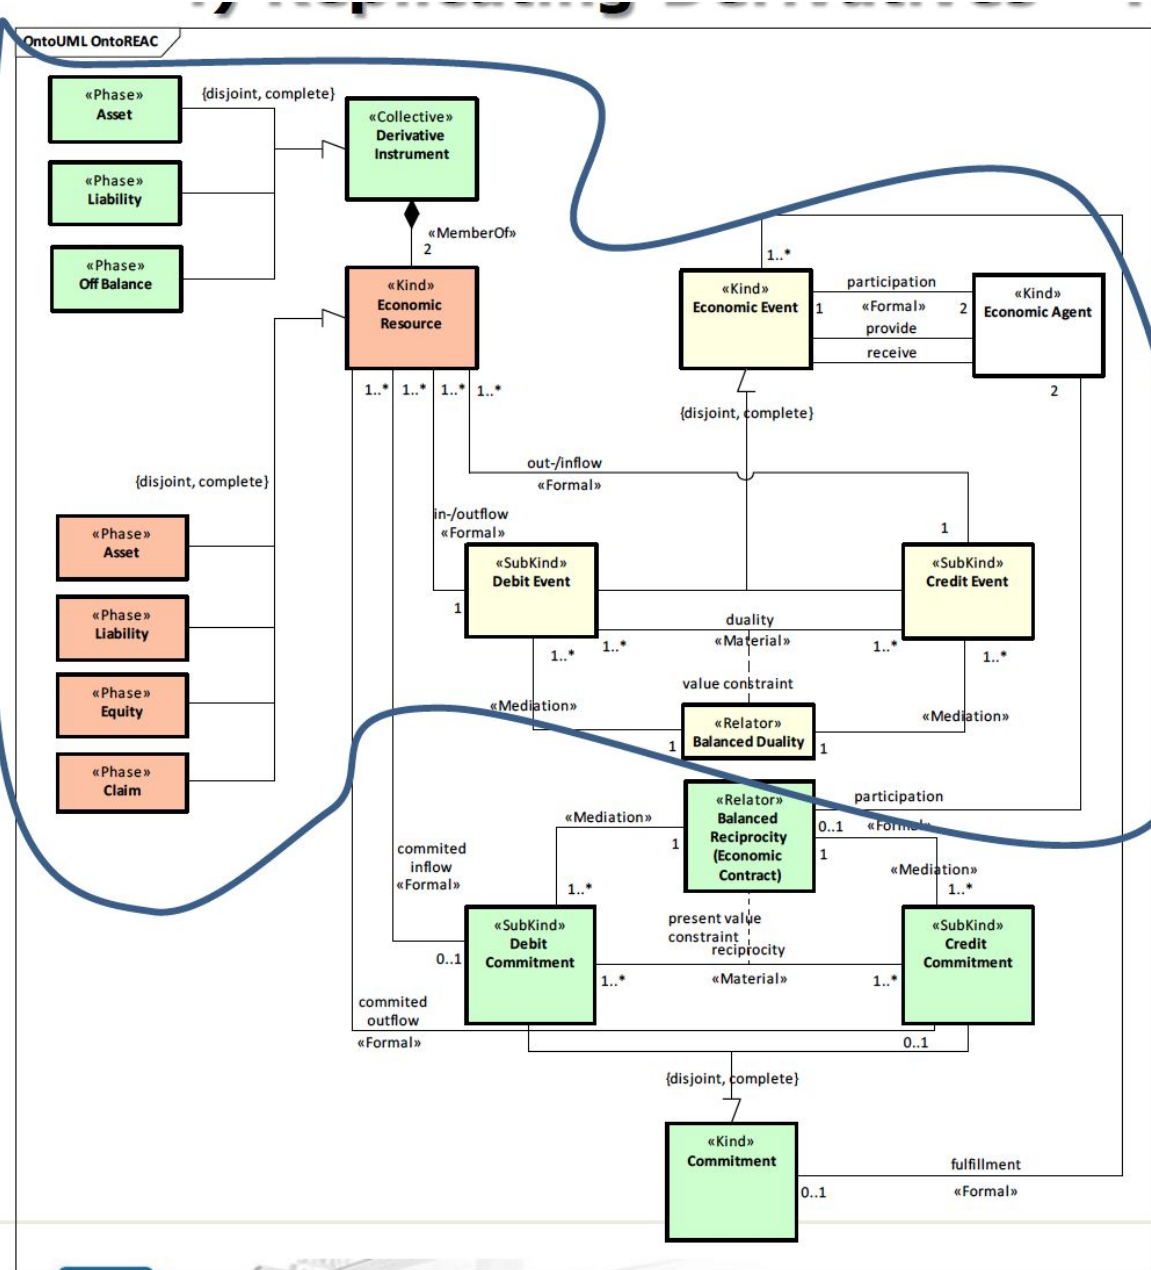 7) Replicating Derivatives
OntoUML OntoREAC
«Phase»
Asset
{disjoint, complete}
«Collective»
Derivative
Instrument
«Phase»
Liability
«MemberOf»
2
«Phase»
Off Balance
«Kind»
Economic
Resource
1..*
«Kind»
Economic Event
participation
1
«Formal»
2
provide
receive
«Kind»
Economic Agent
1..*
1..*
1..*
1..*
2
{disjoint, complete}
out-/inflow
«Formal»
{disjoint, complete}
in-/outflow
«Formal»
1
«Phase»
Asset
«SubKind»
Debit Event
«SubKind»
Credit Event
1
«Phase»
Liability
duality
«Material»
1..*
1..*
1..*
1..*
«Phase»
Equity
value constraint
«Mediation»
«Mediation»
«Relator»
Balanced Duality
1
1
«Phase»
Claim
«Relator»
Balanced
Reciprocity
(Economic
Contract)
participation
0..1
«Formal»
«Mediation»
1
1
commited
inflow
«Formal»
«Mediation»
1..*
1..*
present value
constraint
«SubKind»
Debit
Commitment
«SubKind»
Credit
Commitment
reciprocity
0..1
1..*
«Material»
1..*
commited
outflow
«Formal»
0..1
{disjoint, complete}
«Kind»
Commitment
fulfillment
0..1
«Formal»